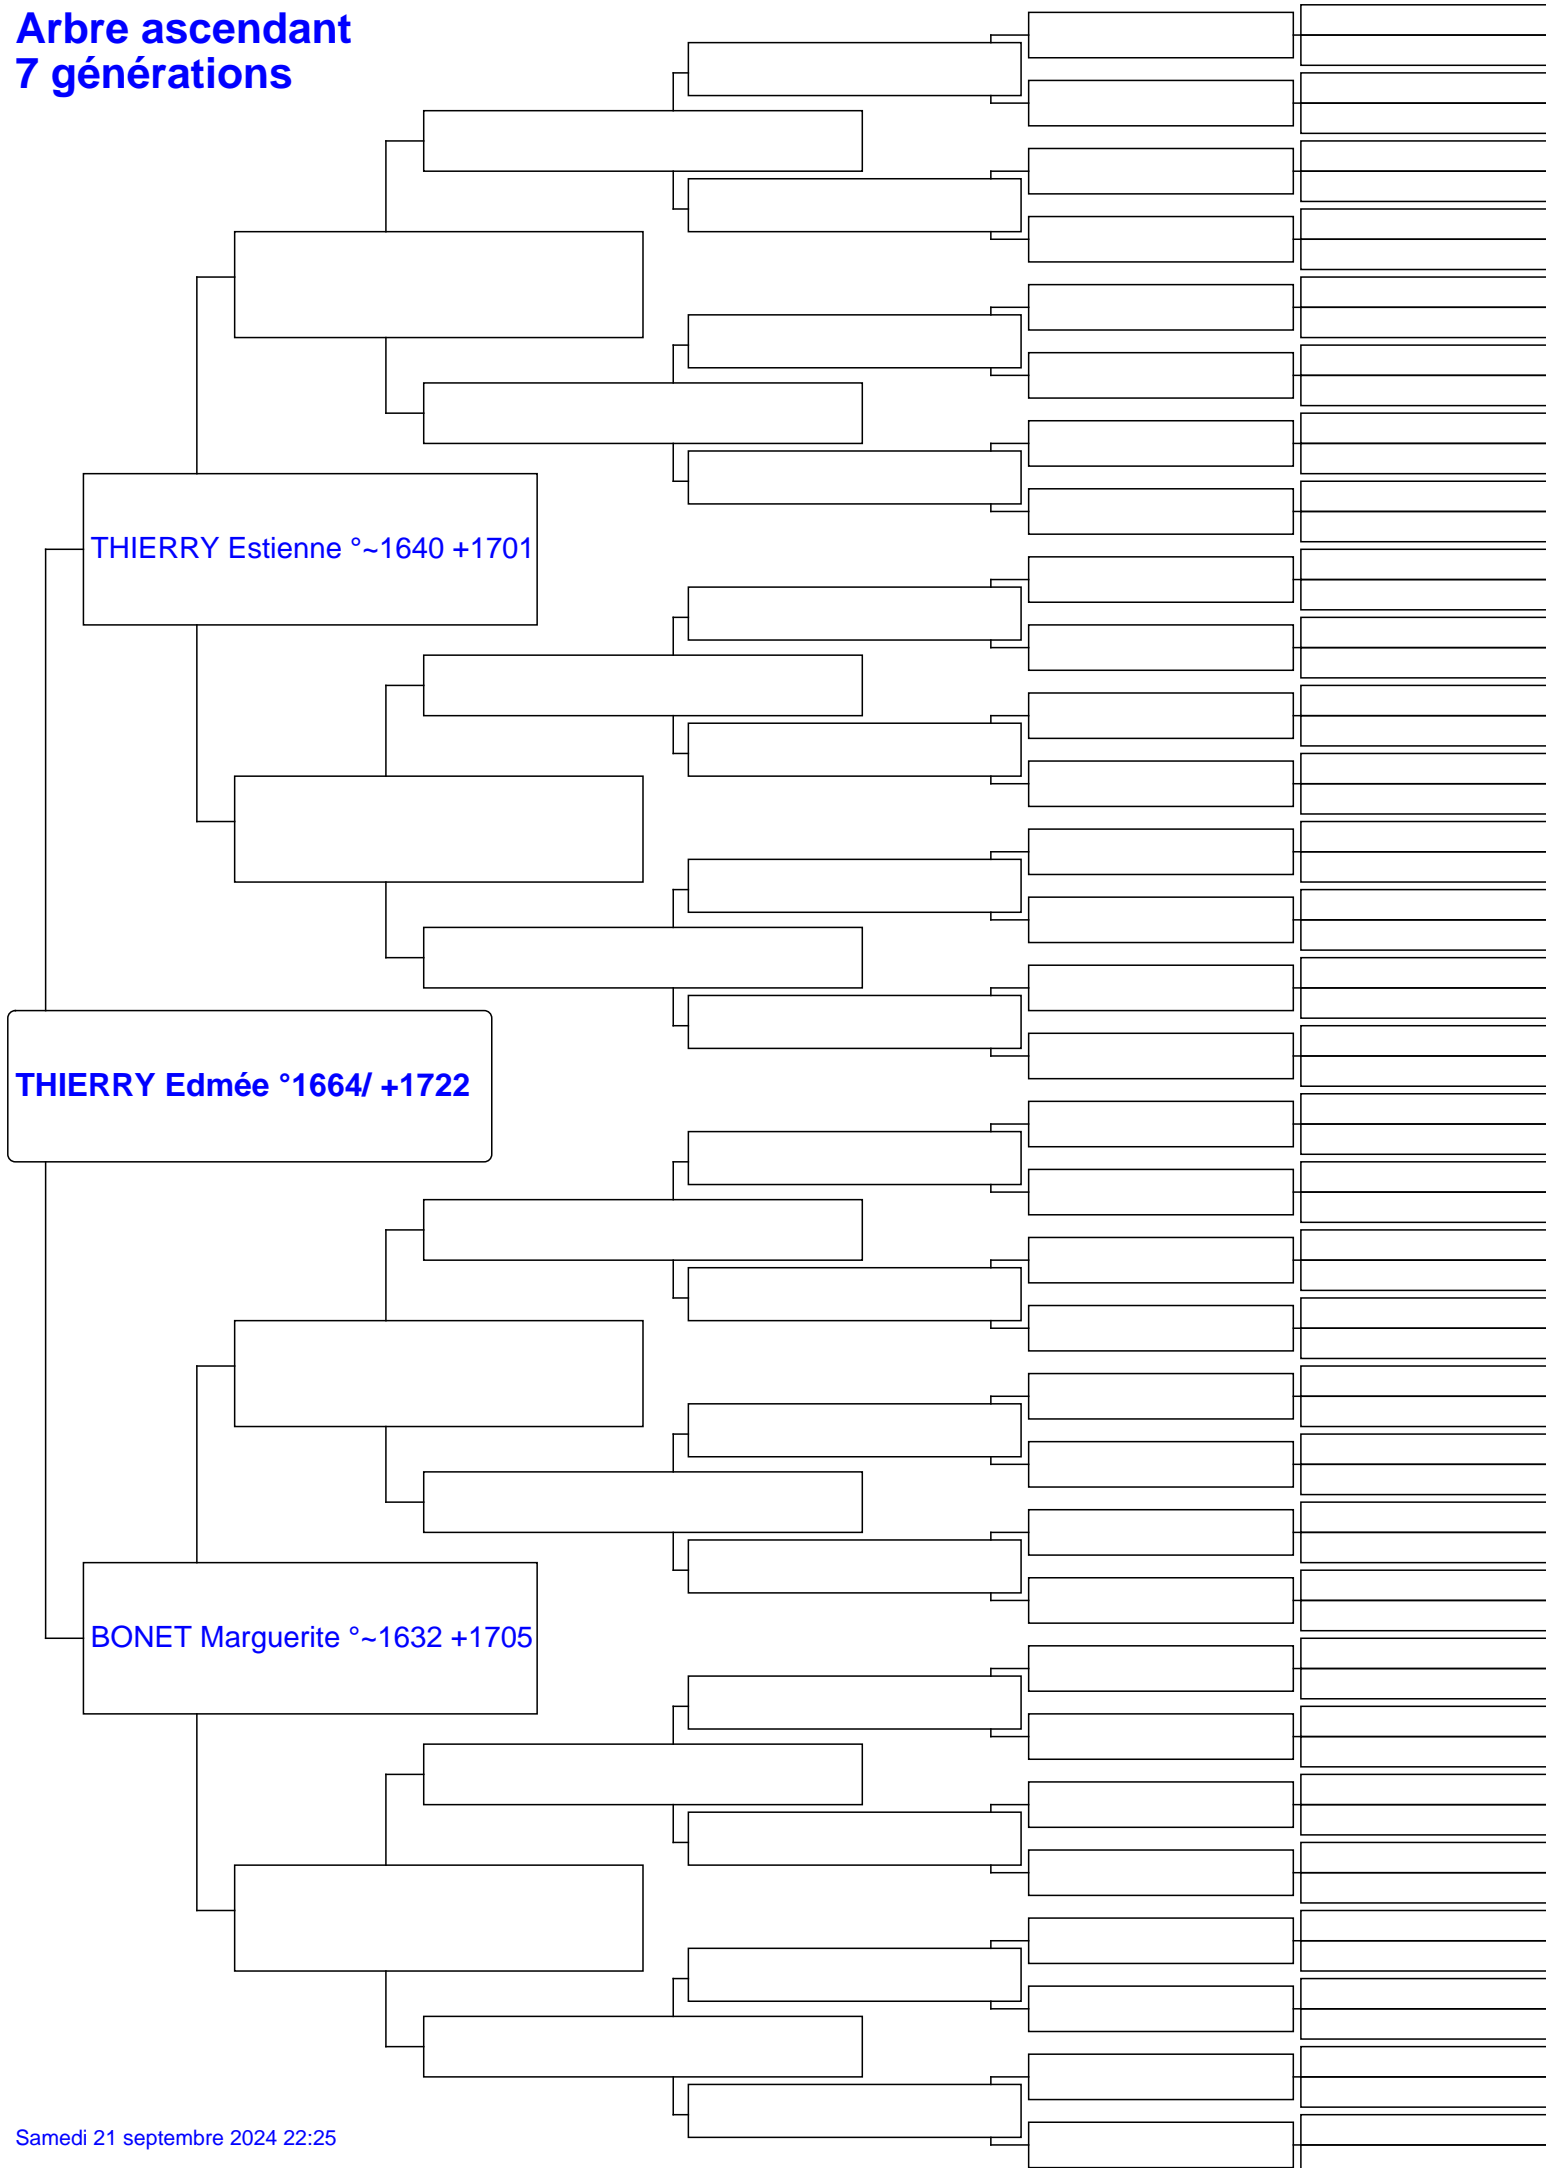 Arbre ascendant
7 générations
THIERRY Estienne °~1640 +1701
THIERRY Edmée °1664/ +1722
BONET Marguerite °~1632 +1705
Samedi 21 septembre 2024 22:25